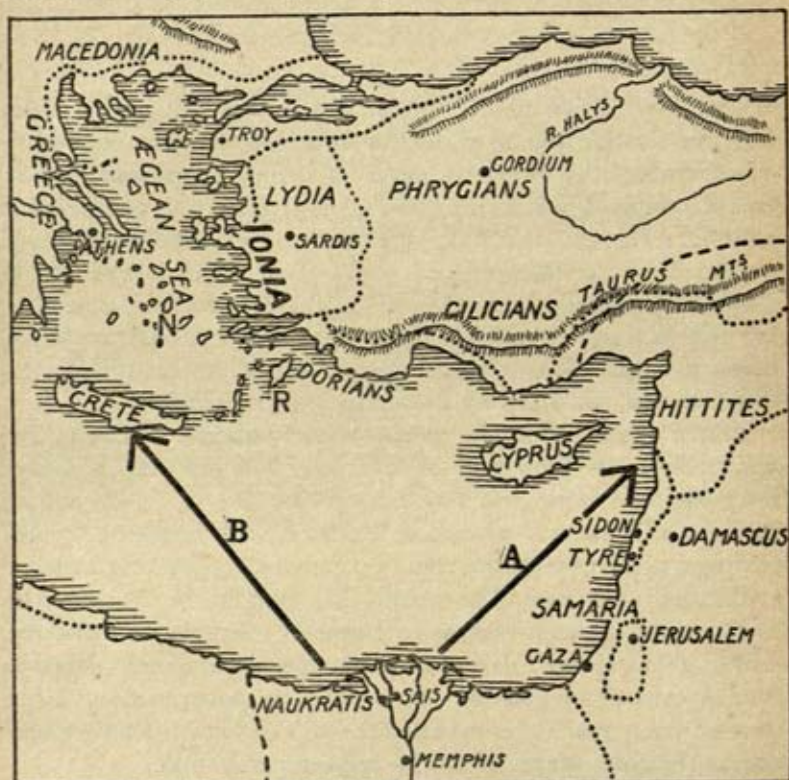 MACEDONIA
GREECE
ÆGEAN
SEA
TROY
R. HALYS
GORDIUM
PHRYGIANS
LYDIA
SARDIS
IONIA
ATHENS
N
TAURUS
MTS
CILICIANS
DORIANS
R
CRETE
HITTITES
CYPRUS
B
A
SIDON
TYRE
DAMASCUS
SAMARIA
JERUSALEM
GAZA
NAUKRATIS
SAIS
MEMPHIS